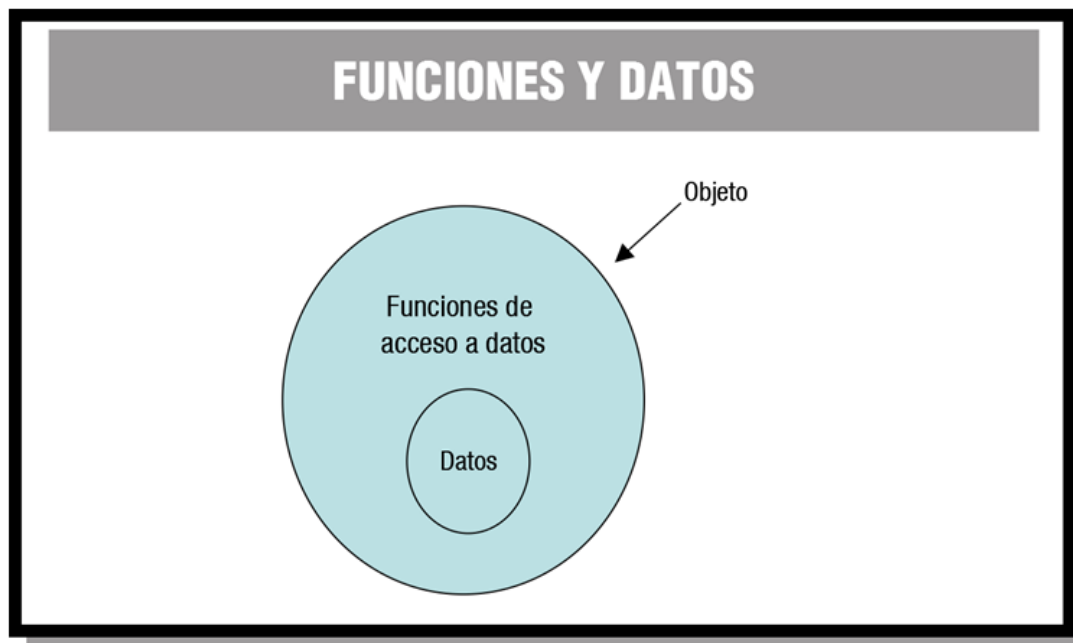 FUNCIONES Y DATOS
Objeto
Funciones de
acceso a datos
Datos